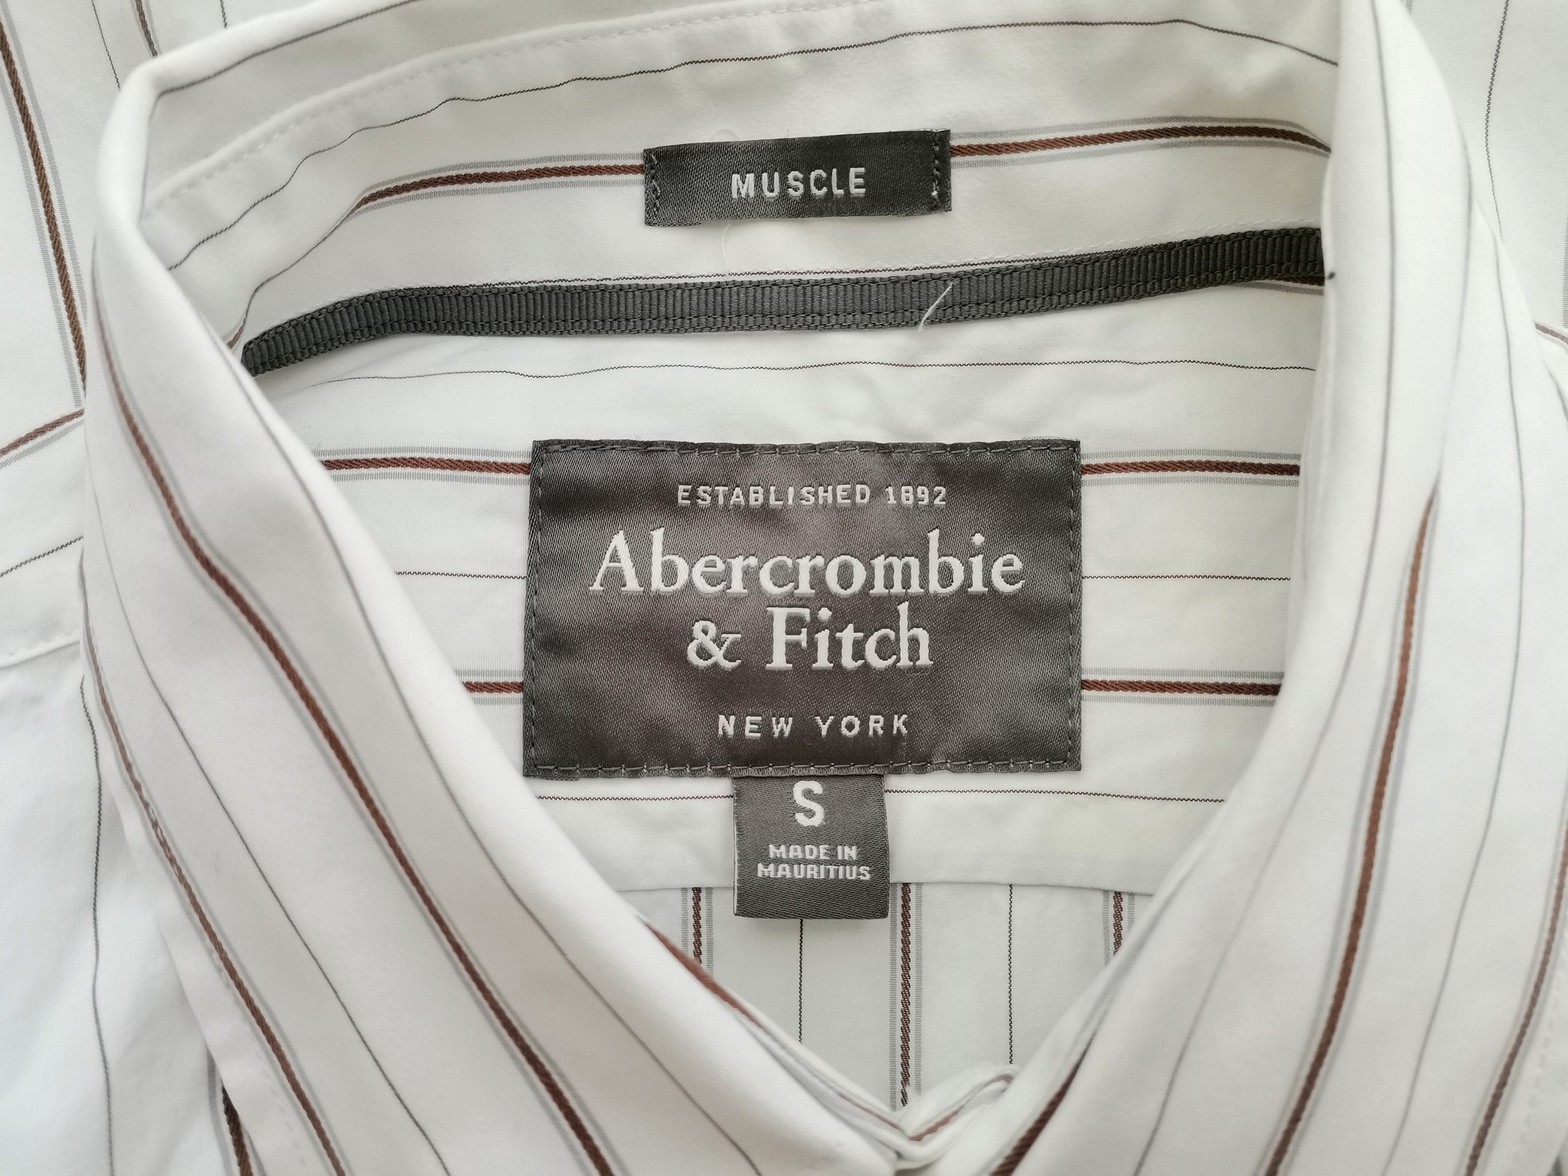 MUSCLE
ESTABLISHED 1892
Abercrombie
& Fitch
NEW YORK
S
MADE IN
MAURITIUS